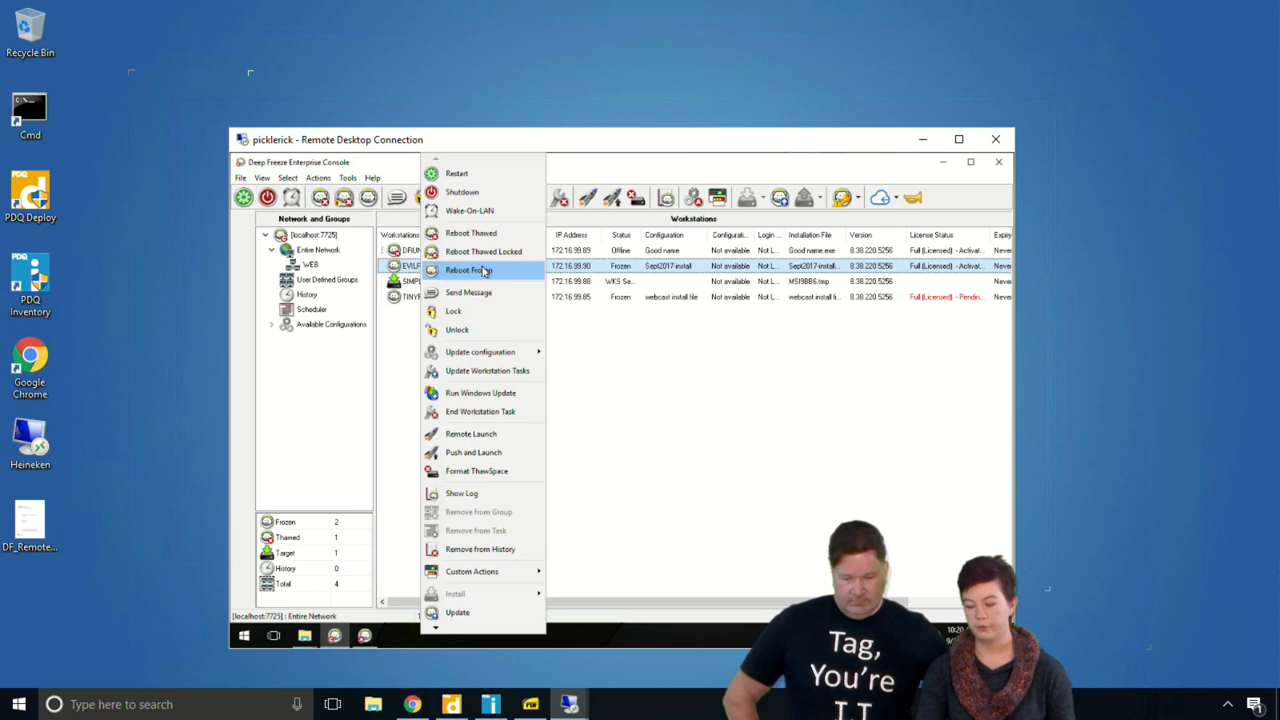 Recycle Bin
Cmd
PDQ Deploy
PDQ Inventory
Google Chrome
Heineken
DF_Remote...
picklerick - Remote Desktop Connection
Deep Freeze Enterprise Console
File View Select Actions Tools Help
Network and Groups
Workstations
[localhost:7725]
Entire Network
WEB
User Defined Groups
History
Scheduler
Available Configurations
Workstations IP Address Status Configuration Configurati... Login ... Installation File Version License Status Expiry
DRUN 172.16.99.89 Offline Good name Not available Not L... Good name.exe 8.38.220.5256 Full (Licensed) - Activat... Never
172.16.99.90 Frozen Sept2017-install Not available Not L... Sept2017-install... 8.38.220.5256 Full (Licensed) - Activat... Never
SIMPL 172.16.99.88 WKS Se... Not available Not L... MSI9BB6.tmp 8.38.220.5256 Never
172.16.99.85 Frozen webcast install file Not available Not L... webcast install fi... 8.38.220.5256 Full (Licensed) - Pendin... Never
Restart
Shutdown
Wake-On-LAN
Reboot Thawed
Reboot Thawed Locked
Reboot
Send Message
Lock
Unlock
Update configuration
Update Workstation Tasks
Run Windows Update
End Workstation Task
Remote Launch
Push and Launch
Format ThawSpace
Show Log
Remove from Group
Remove from Task
Remove from History
Custom Actions
Install
Update
Frozen 2
Thawed 1
Target 1
History 0
Total 4
[localhost:7725] : Entire Network
Tag,
You're
Type here to search